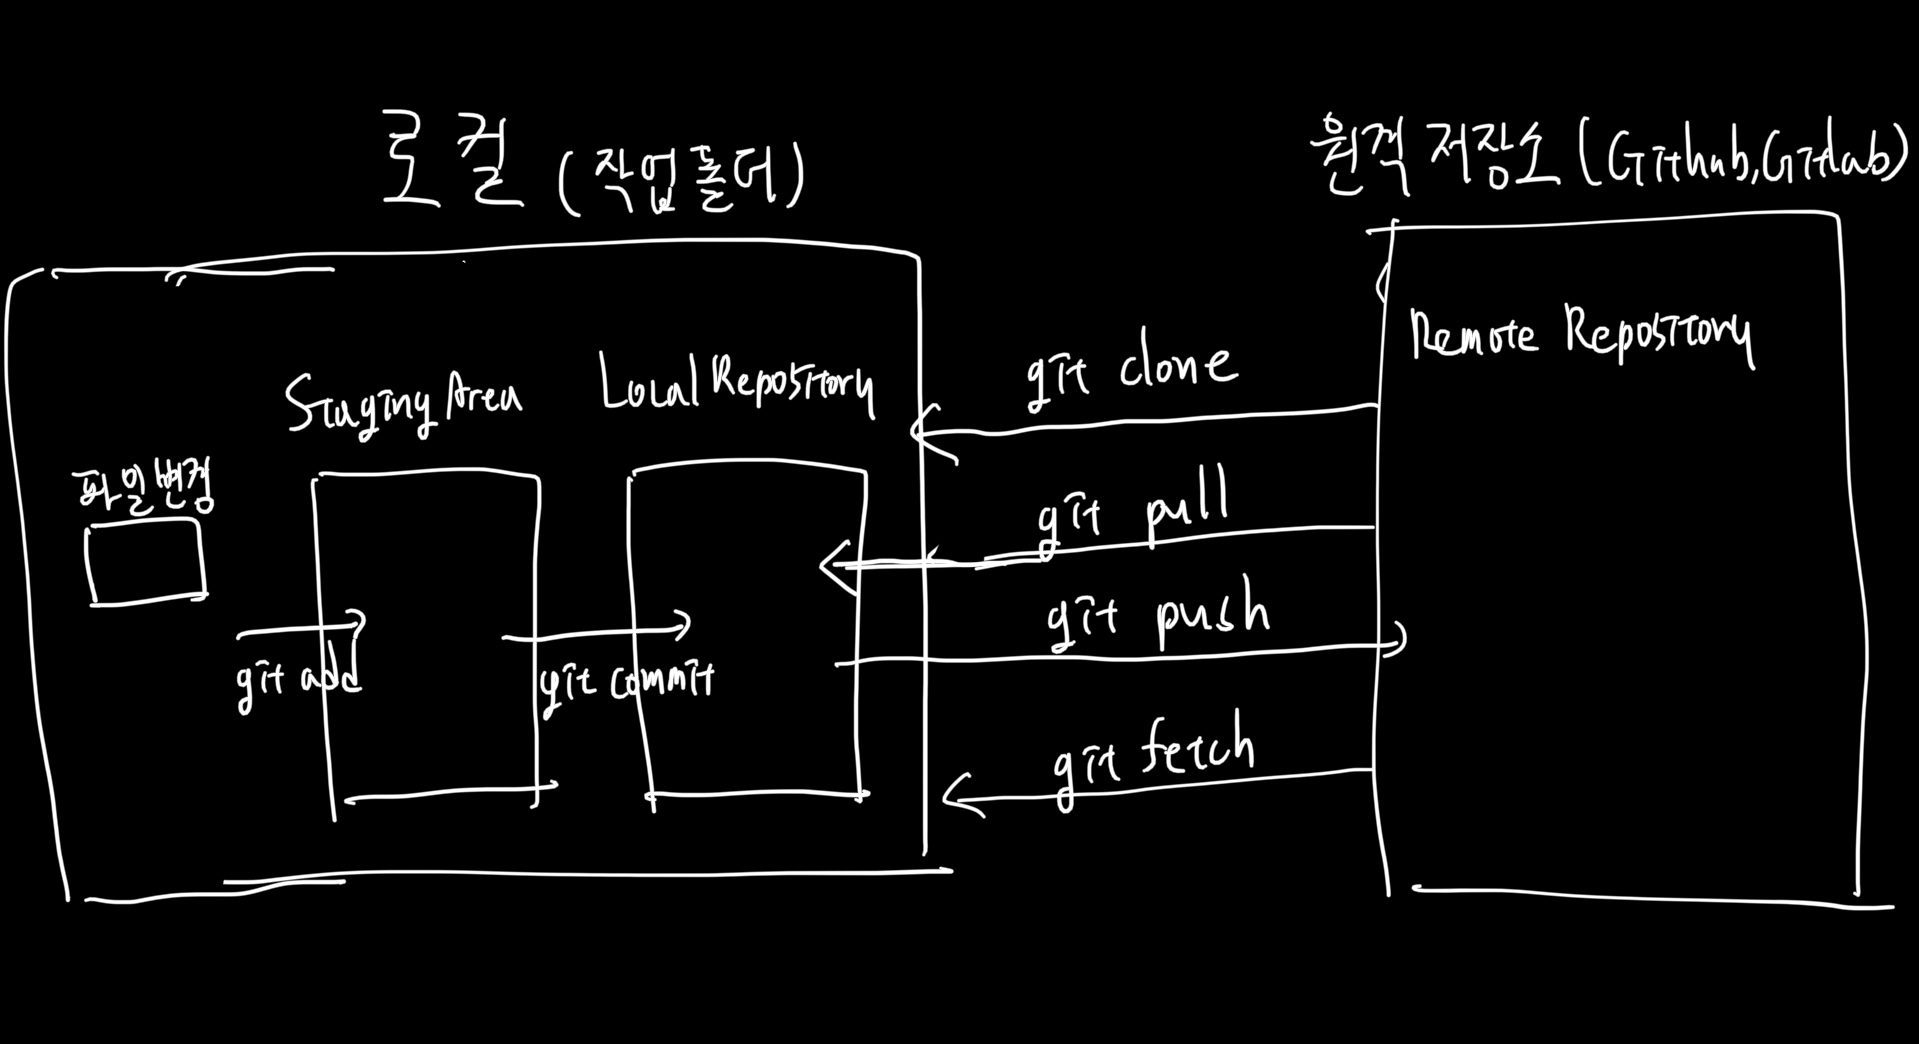 로컬 (작업폴더)
원격 저장소 (Github, Gitlab)
Remote Repository
git clone
Staging Area
Local Repository
파일변경
git pull
git push
git add
git commit
git fetch